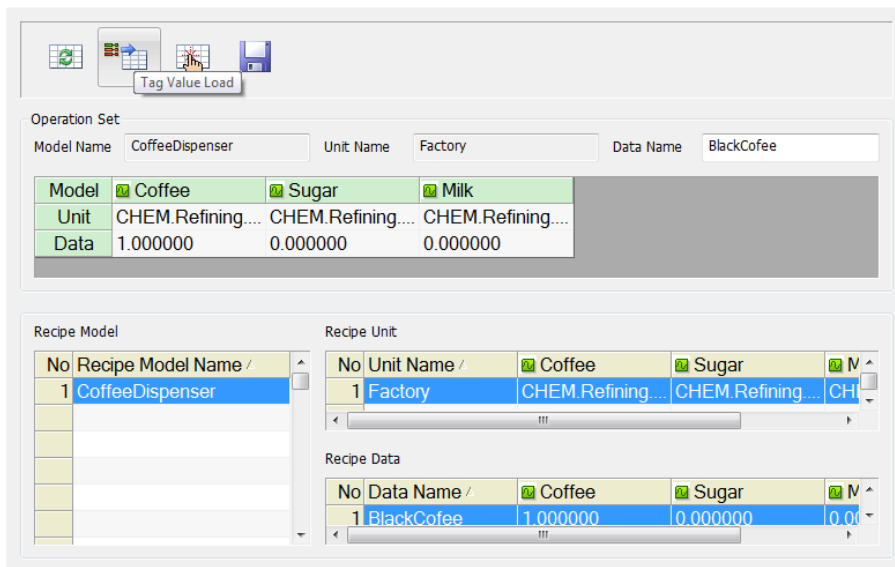 Tag Value Load
Operation Set
Model Name CoffeeDispenser Unit Name Factory Data Name BlackCofee
Model Coffee Sugar Milk
Unit CHEM.Refining.... CHEM.Refining.... CHEM.Refining....
Data 1.000000 0.000000 0.000000
Recipe Model
No Recipe Model Name
1 CoffeeDispenser
Recipe Unit
No Unit Name Coffee Sugar M
1 Factory CHEM.Refining.... CHEM.Refining.... CHE
Recipe Data
No Data Name Coffee Sugar M
1 BlackCofee 1.000000 0.000000 0.00